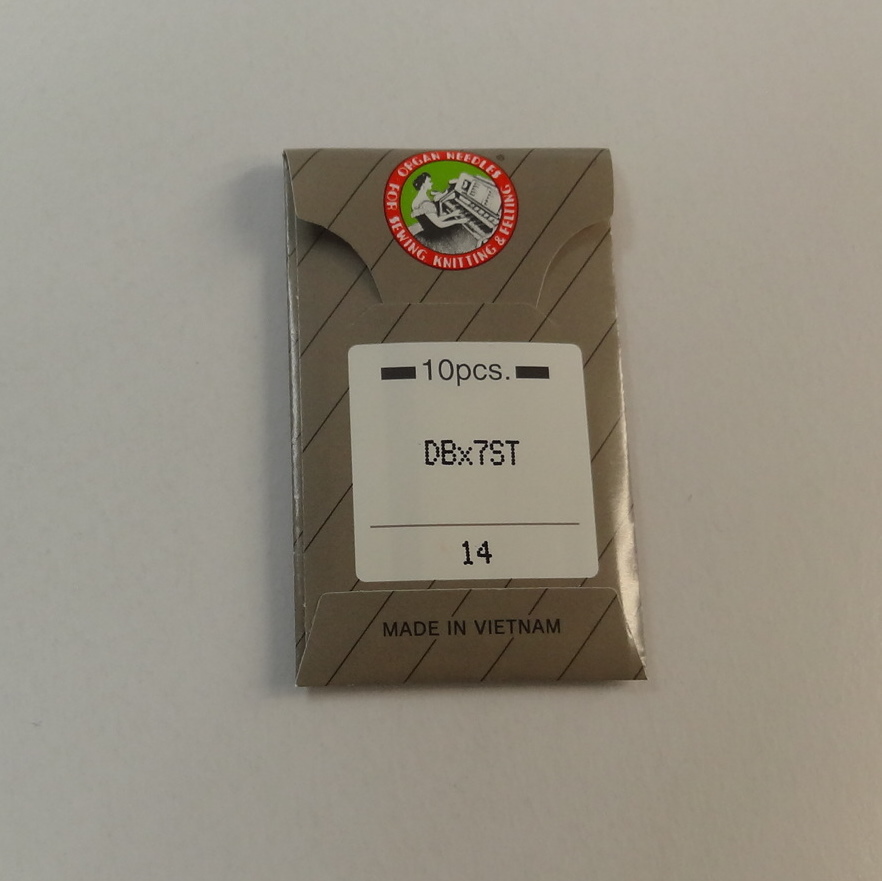 ORGAN NEEDLES ®
FOR SEWING KNITTING & FELTING
10pcs.
DBx7ST
14
MADE IN VIETNAM